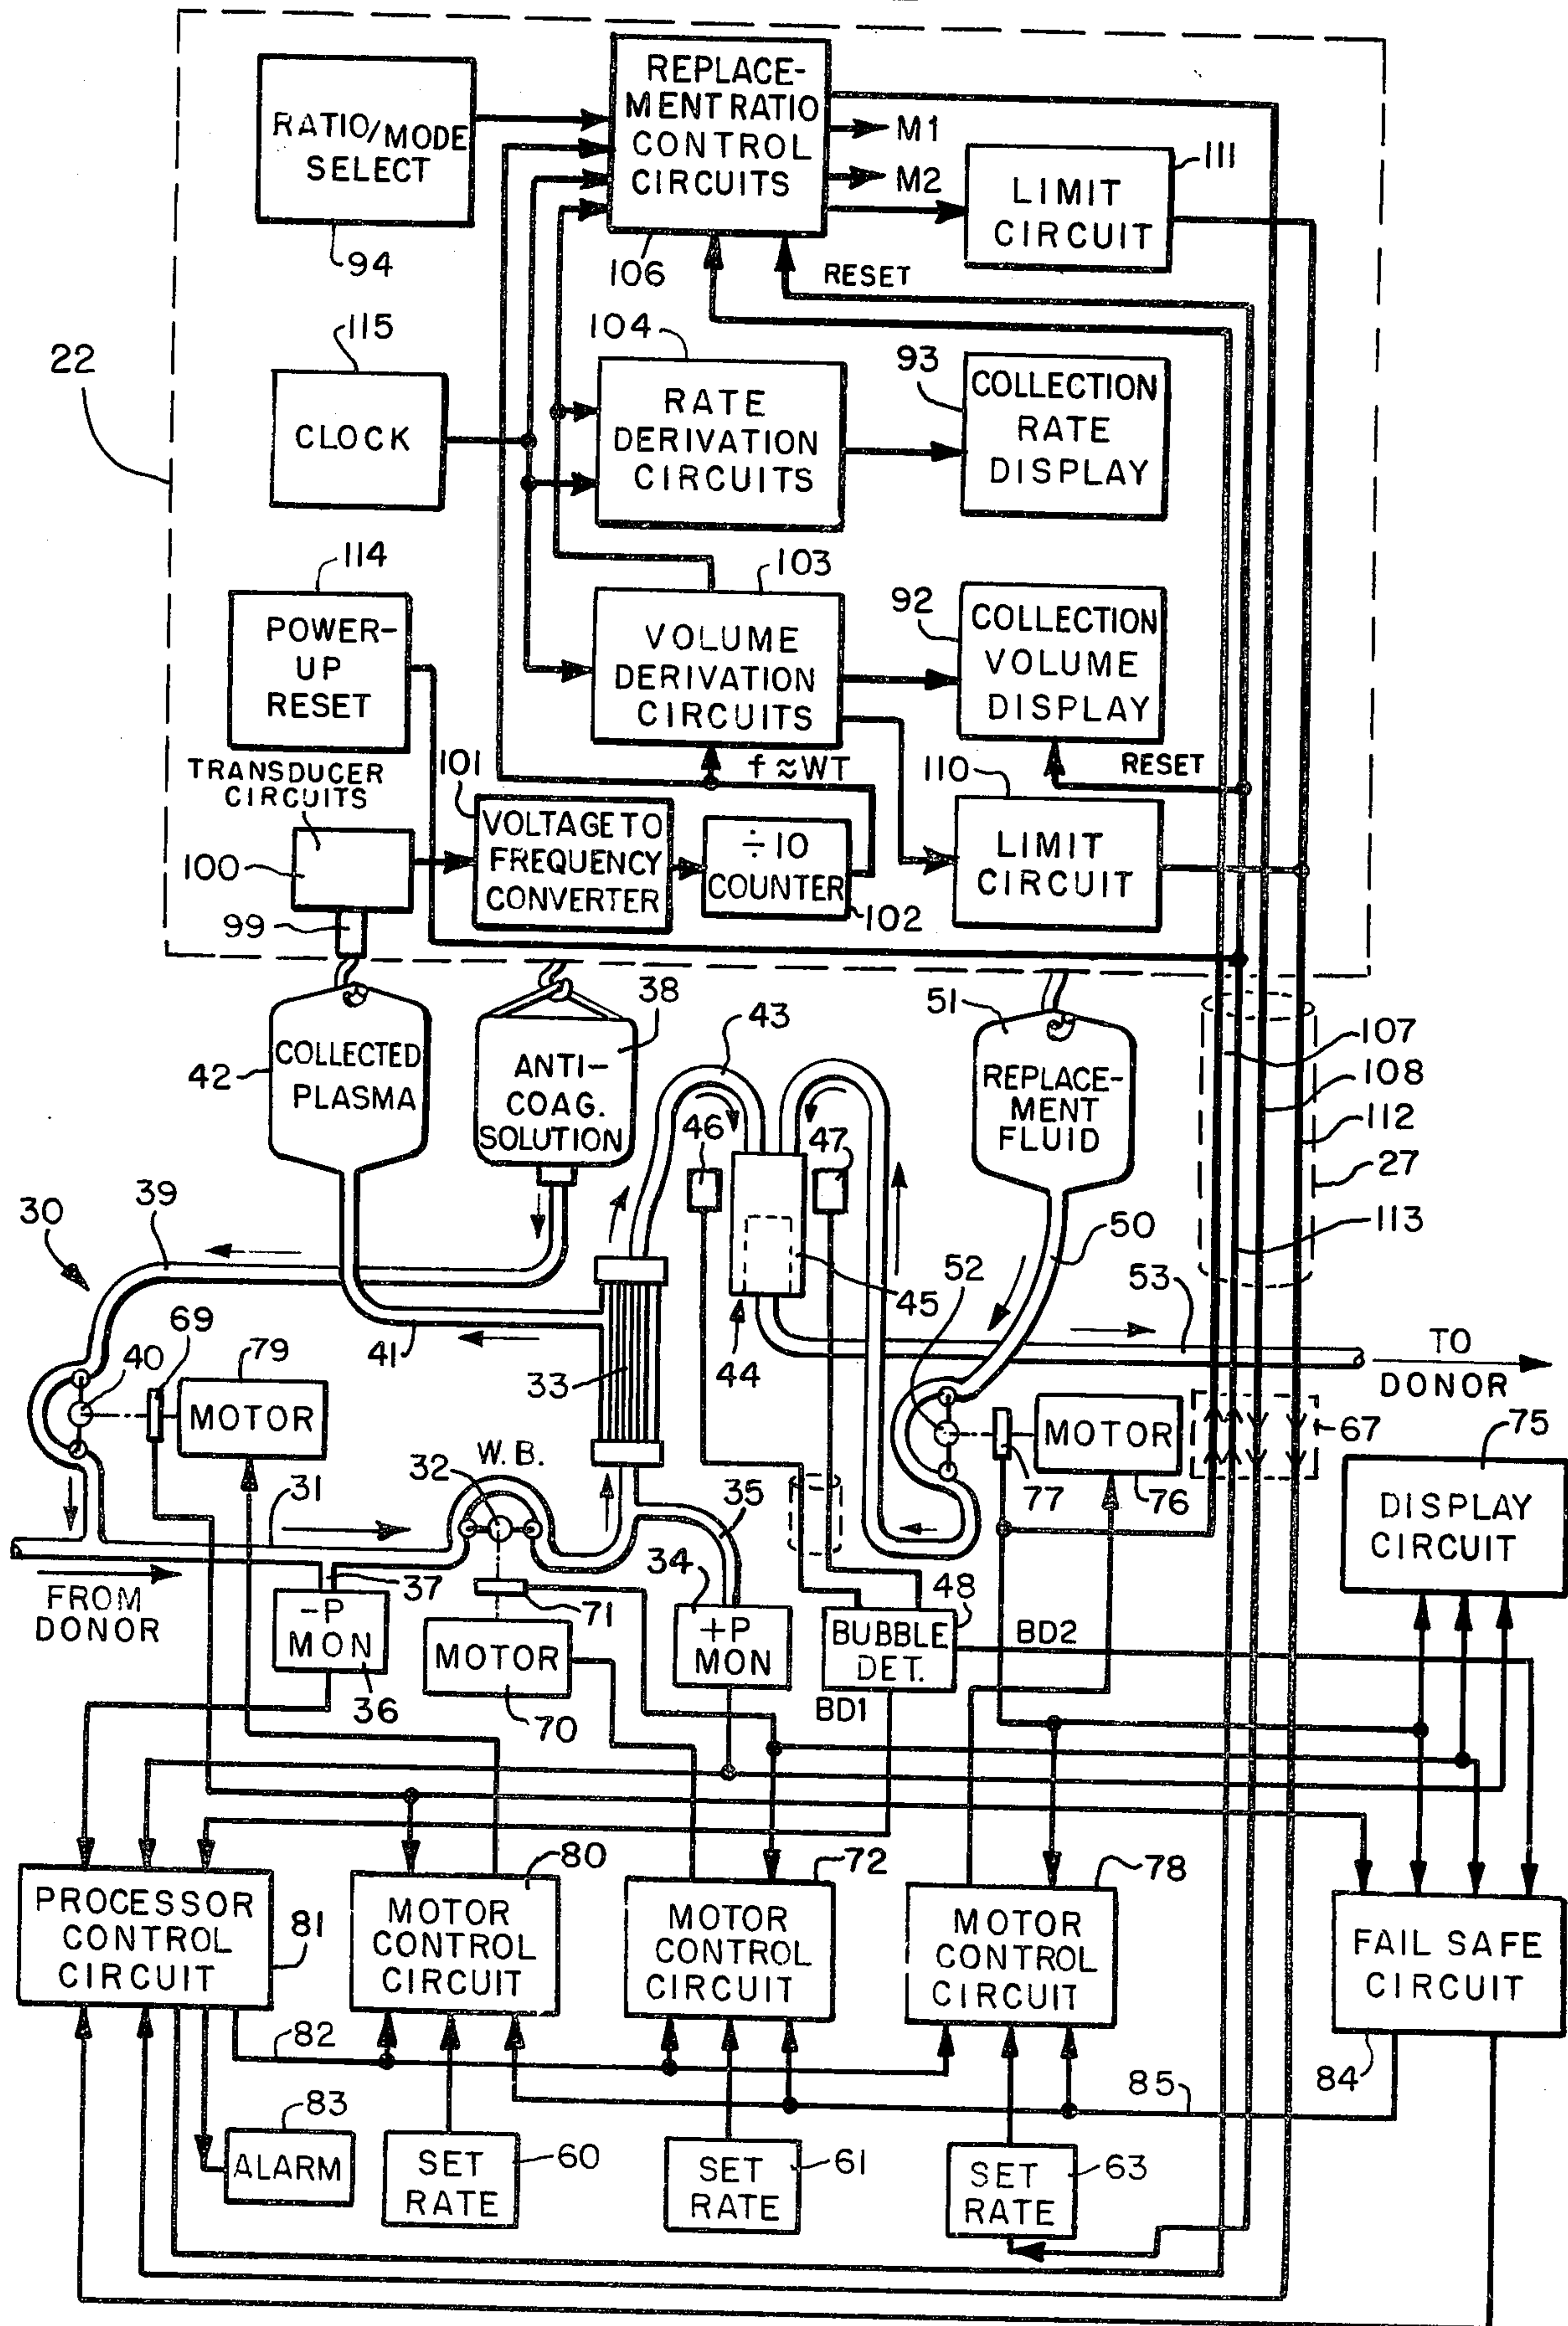 REPLACE-
MENT RATIO
CONTROL
CIRCUITS
RATIO/MODE
SELECT
94
106
M1
M2
111
LIMIT
CIRCUIT
RESET
22
115
CLOCK
104
RATE
DERIVATION
CIRCUITS
93
COLLECTION
RATE
DISPLAY
114
POWER-
UP
RESET
103
VOLUME
DERIVATION
CIRCUITS
92
COLLECTION
VOLUME
DISPLAY
RESET
f≈WT
TRANSDUCER
CIRCUITS
100
99
101
VOLTAGE TO
FREQUENCY
CONVERTER
÷10
COUNTER
102
110
LIMIT
CIRCUIT
42
COLLECTED
PLASMA
38
ANTI-
COAG.
SOLUTION
43
46
47
51
REPLACE-
MENT
FLUID
107
108
112
27
113
30
39
50
52
53
45
44
41
33
TO
DONOR
69
79
40
MOTOR
W.B.
32
31
35
77
MOTOR
76
67
75
DISPLAY
CIRCUIT
FROM
DONOR
37
-P
MON
36
71
MOTOR
70
34
+P
MON
48
BUBBLE
DET.
BD2
BD1
PROCESSOR
CONTROL
CIRCUIT
81
80
MOTOR
CONTROL
CIRCUIT
72
MOTOR
CONTROL
CIRCUIT
78
MOTOR
CONTROL
CIRCUIT
FAIL SAFE
CIRCUIT
84
82
85
83
ALARM
SET
RATE
60
SET
RATE
61
SET
RATE
63